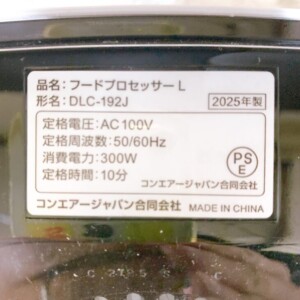 品名：フードプロセッサー L
形名：DLC-192J
2025年製
定格電圧：AC100V
定格周波数：50/60Hz
消費電力：300W
定格時間：10分
PS
E
コンエアージャパン合同会社
コンエアージャパン合同会社 MADE IN CHINA